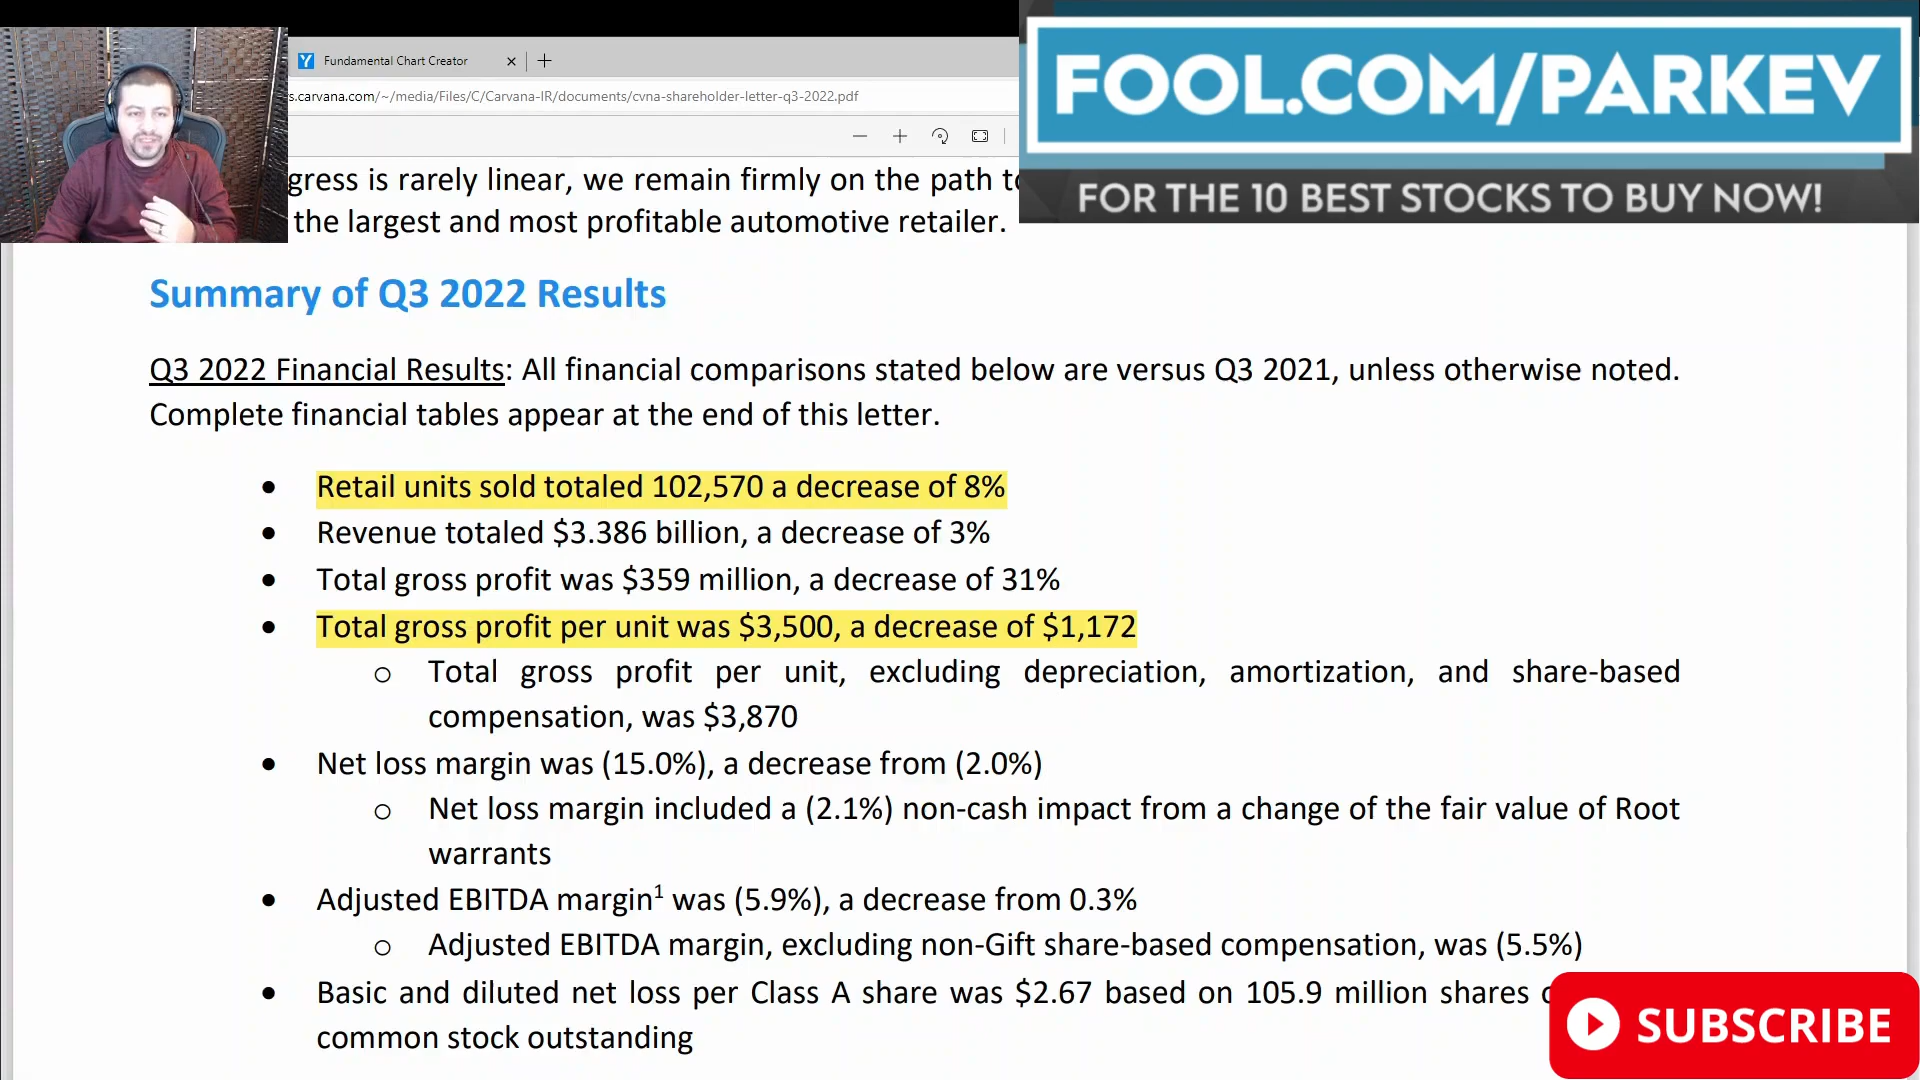 Fundamental Chart Creator
s.carvana.com/~/media/Files/C/Carvana-IR/documents/cvna-shareholder-letter-q3-2022.pdf
FOOL.COM/PARKEV
FOR THE 10 BEST STOCKS TO BUY NOW!
gress is rarely linear, we remain firmly on the path
the largest and most profitable automotive retailer.
Summary of Q3 2022 Results
Q3 2022 Financial Results: All financial comparisons stated below are versus Q3 2021, unless otherwise noted.
Complete financial tables appear at the end of this letter.
• Retail units sold totaled 102,570 a decrease of 8%
• Revenue totaled $3.386 billion, a decrease of 3%
• Total gross profit was $359 million, a decrease of 31%
• Total gross profit per unit was $3,500, a decrease of $1,172
o Total gross profit per unit, excluding depreciation, amortization, and share-based
compensation, was $3,870
• Net loss margin was (15.0%), a decrease from (2.0%)
o Net loss margin included a (2.1%) non-cash impact from a change of the fair value of Root
warrants
• Adjusted EBITDA margin¹ was (5.9%), a decrease from 0.3%
o Adjusted EBITDA margin, excluding non-Gift share-based compensation, was (5.5%)
• Basic and diluted net loss per Class A share was $2.67 based on 105.9 million shares
common stock outstanding
SUBSCRIBE